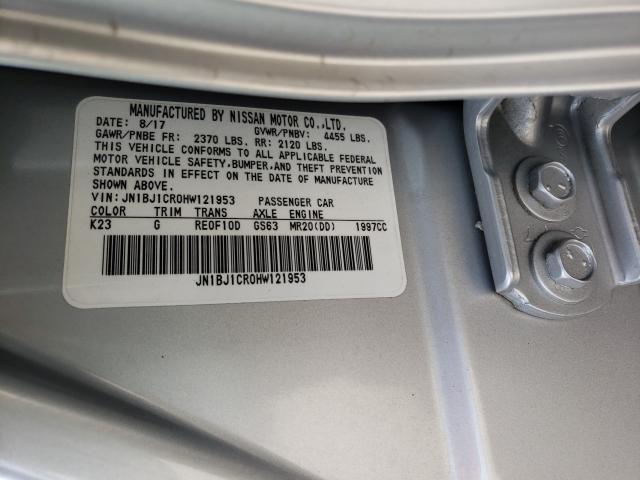 MANUFACTURED BY NISSAN MOTOR CO.,LTD.
DATE: 8/17 GVWR/PNBV: 4455 LBS.
GAWR/PNBE FR: 2370 LBS. RR: 2120 LBS.
THIS VEHICLE CONFORMS TO ALL APPLICABLE FEDERAL
MOTOR VEHICLE SAFETY,BUMPER,AND THEFT PREVENTION
STANDARDS IN EFFECT ON THE DATE OF MANUFACTURE
SHOWN ABOVE.
VIN: JN1BJ1CR0HW121953 PASSENGER CAR
COLOR TRIM TRANS AXLE ENGINE
K23 G RE0F10D GS63 MR20(DD) 1997CC
JN1BJ1CR0HW121953